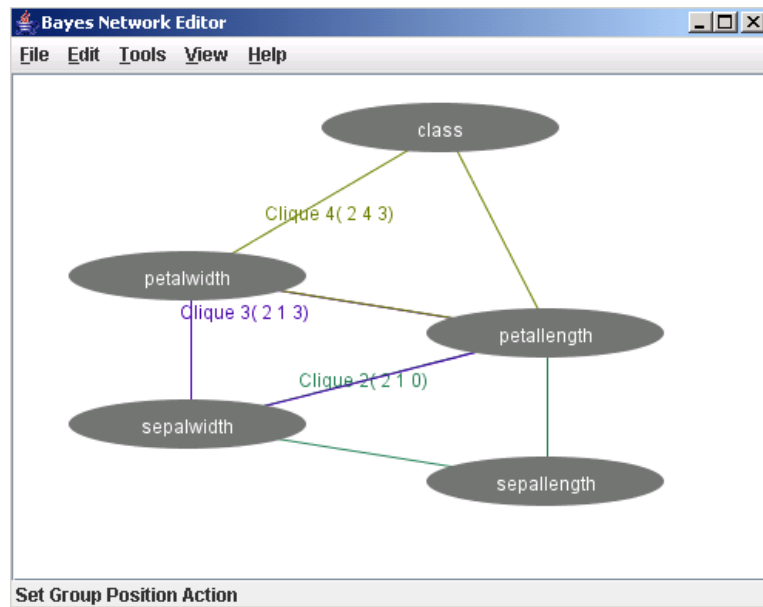 Bayes Network Editor
File Edit Tools View Help
class
Clique 4( 2 4 3)
petalwidth
Clique 3( 2 1 3)
petallength
Clique 2( 2 1 0)
sepalwidth
sepallength
Set Group Position Action